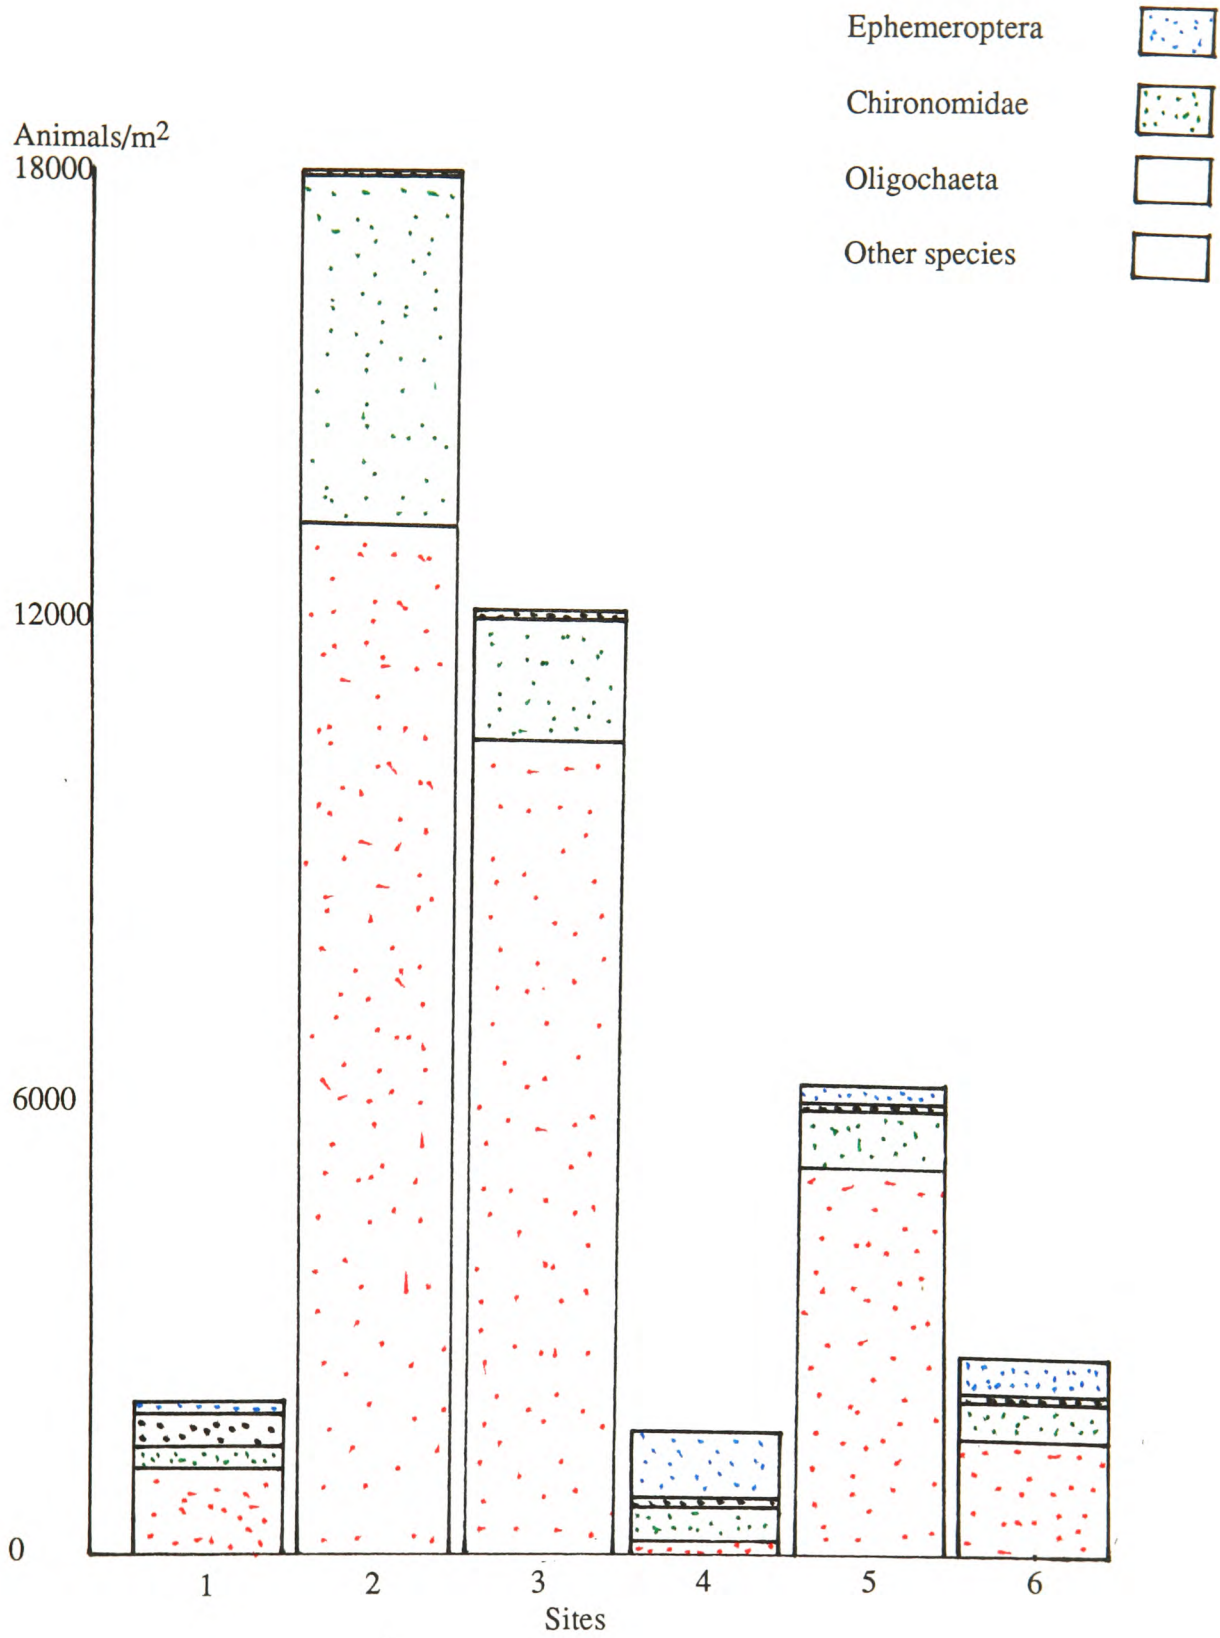 Ephemeroptera
Chironomidae
Oligochaeta
Other species
Animals/m²
18000
12000
6000
0
1 2 3 4 5 6
Sites